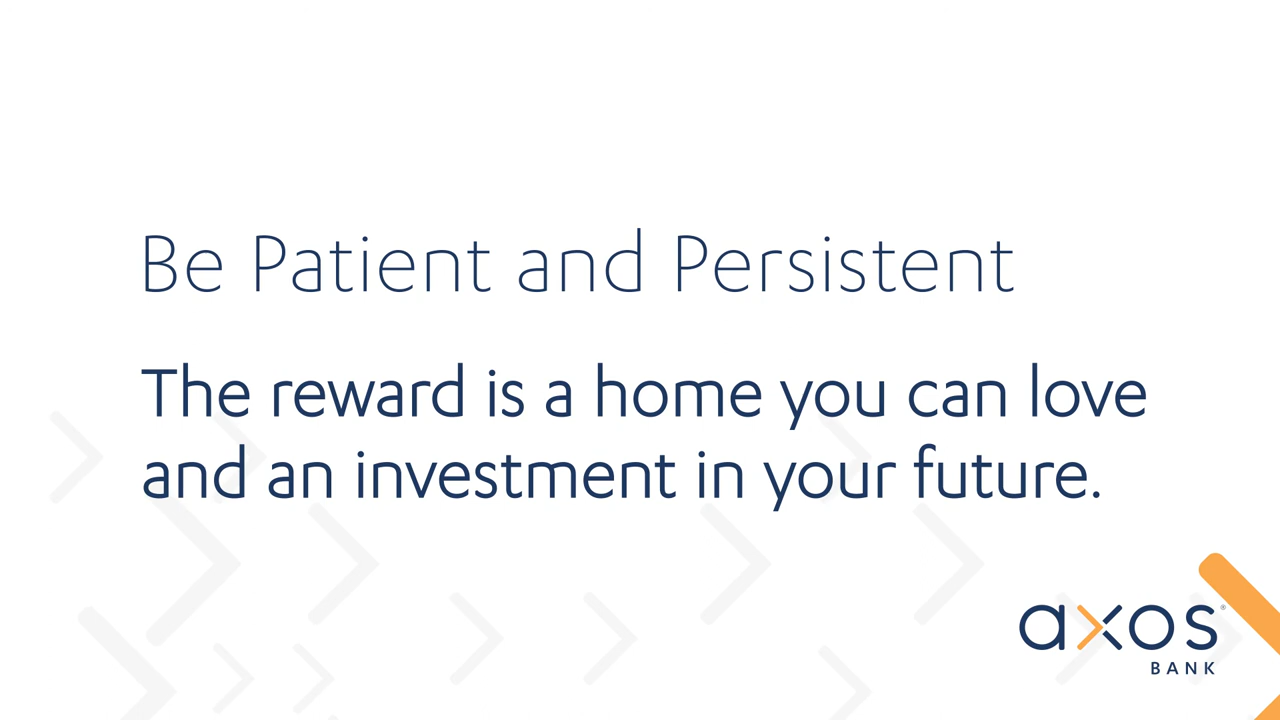 Be Patient and Persistent
The reward is a home you can love
and an investment in your future.
axos®
BANK